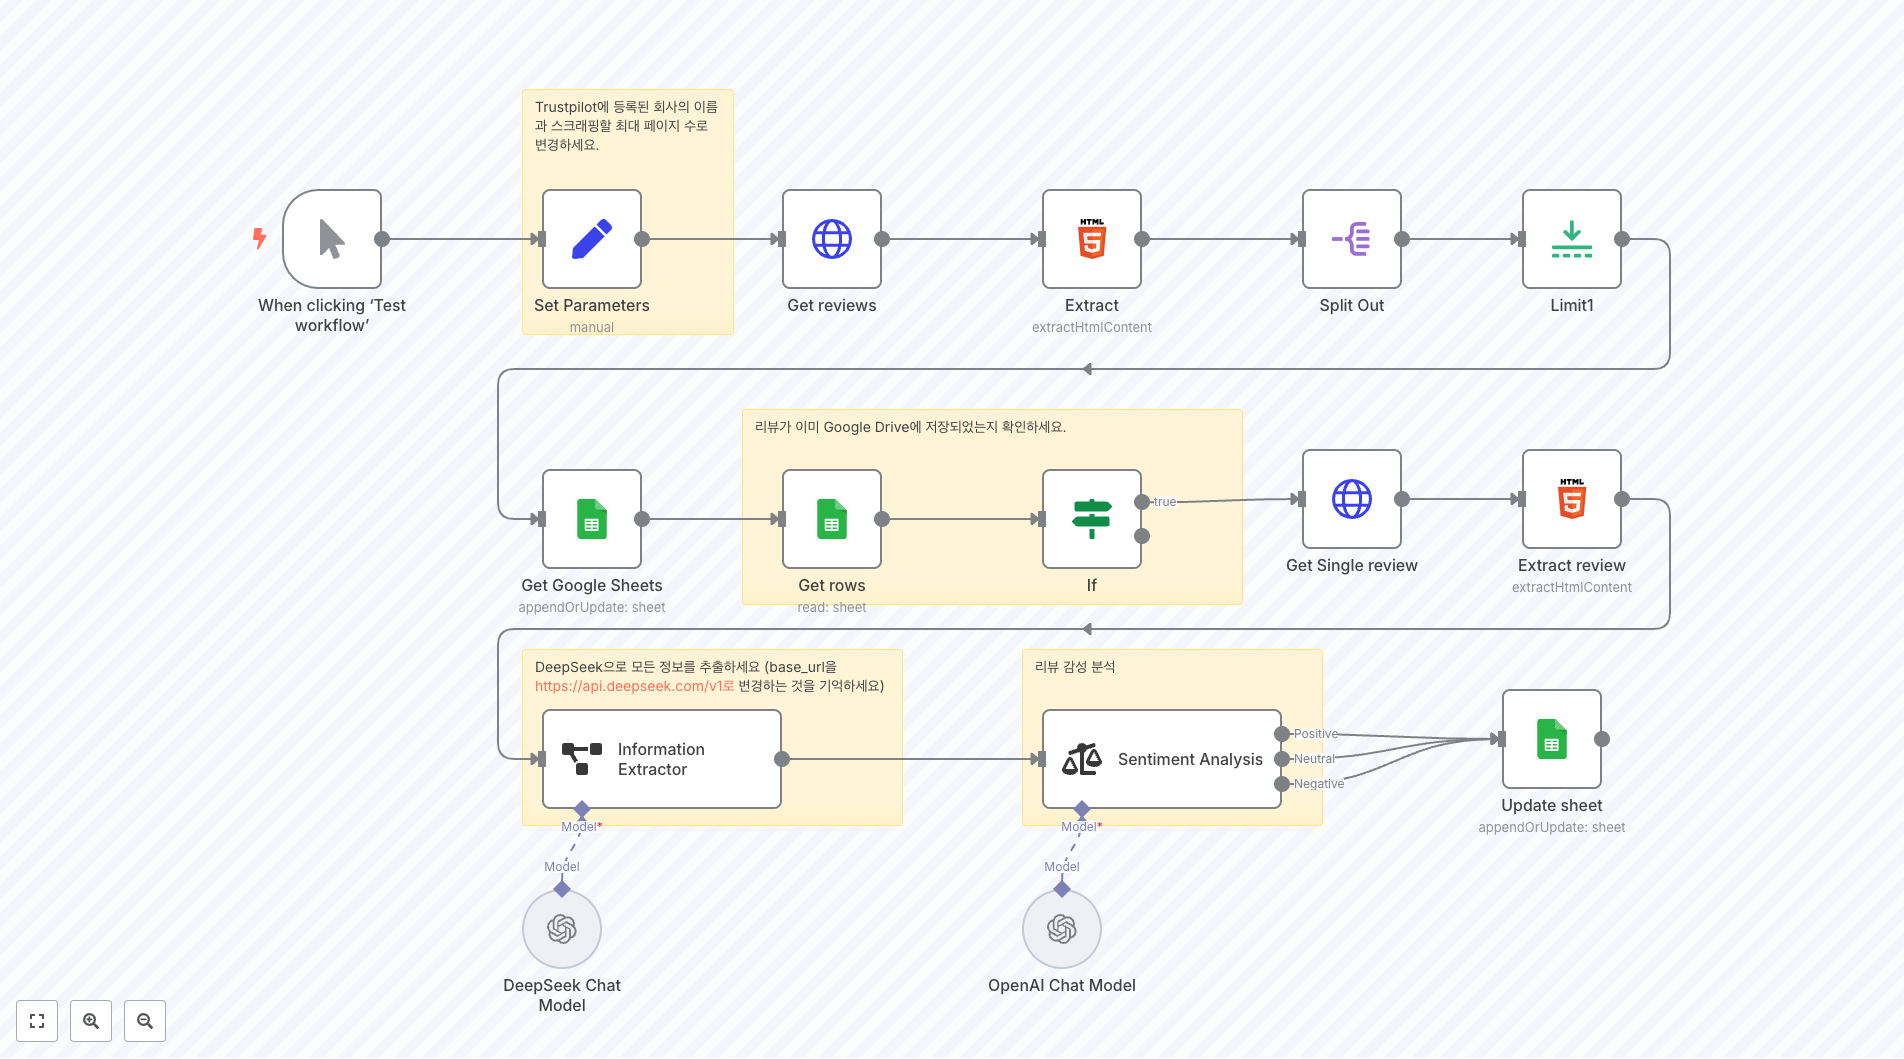 Trustpilot에 등록된 회사의 이름
과 스크래핑할 최대 페이지 수로
변경하세요.
When clicking ‘Test
workflow’
Set Parameters
manual
Get reviews
HTML
5
Extract
extractHtmlContent
Split Out
Limit1
리뷰가 이미 Google Drive에 저장되었는지 확인하세요.
Get Google Sheets
appendOrUpdate: sheet
Get rows
read: sheet
If
true
Get Single review
HTML
5
Extract review
extractHtmlContent
DeepSeek으로 모든 정보를 추출하세요 (base_url을
https://api.deepseek.com/v1로 변경하는 것을 기억하세요)
Information
Extractor
Model*
Model
DeepSeek Chat
Model
리뷰 감성 분석
Sentiment Analysis
Positive
Neutral
Negative
Model*
Model
OpenAI Chat Model
Update sheet
appendOrUpdate: sheet